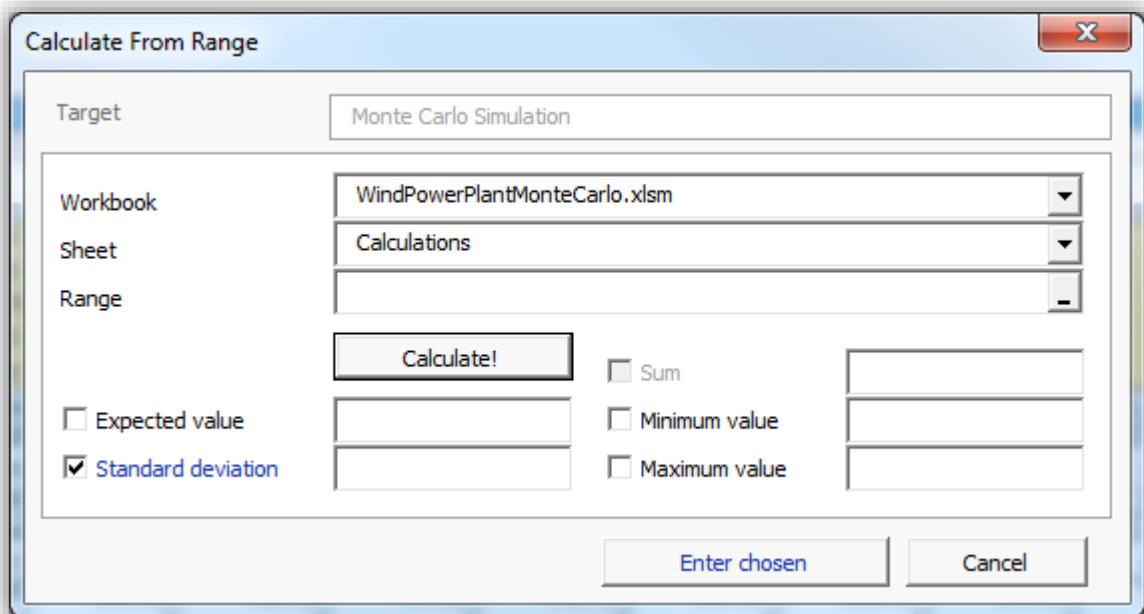 Calculate From Range
Target
Monte Carlo Simulation
Workbook
WindPowerPlantMonteCarlo.xlsm
Sheet
Calculations
Range
Calculate!
Sum
Expected value
Minimum value
Standard deviation
Maximum value
Enter chosen
Cancel